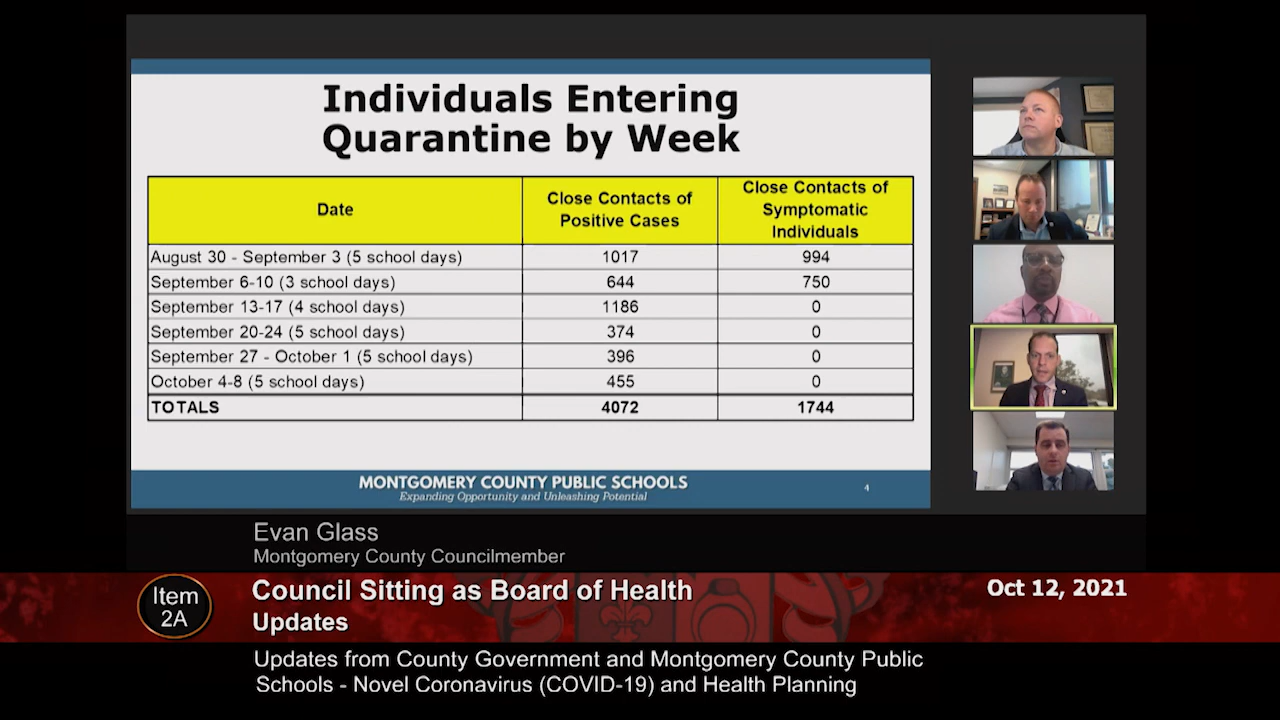 Individuals Entering
Quarantine by Week
Date
Close Contacts of
Positive Cases
Close Contacts of
Symptomatic
Individuals
August 30 - September 3 (5 school days) 1017 994
September 6-10 (3 school days) 644 750
September 13-17 (4 school days) 1186 0
September 20-24 (5 school days) 374 0
September 27 - October 1 (5 school days) 396 0
October 4-8 (5 school days) 455 0
TOTALS 4072 1744
MONTGOMERY COUNTY PUBLIC SCHOOLS
Expanding Opportunity and Unleashing Potential
4
Evan Glass
Montgomery County Councilmember
Item
2A
Council Sitting as Board of Health
Updates
Oct 12, 2021
Updates from County Government and Montgomery County Public
Schools - Novel Coronavirus (COVID-19) and Health Planning